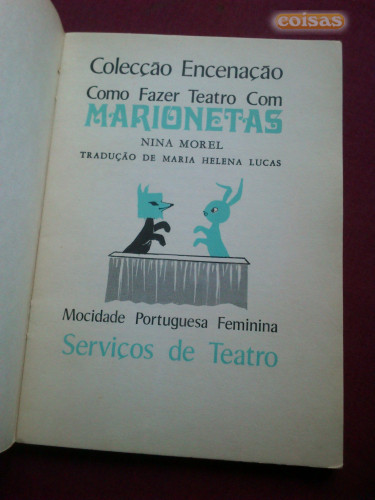 coisas
Colecção Encenação
Como Fazer Teatro Com
MARIONETAS
NINA MOREL
TRADUÇÃO DE MARIA HELENA LUCAS
Mocidade Portuguesa Feminina
Serviços de Teatro